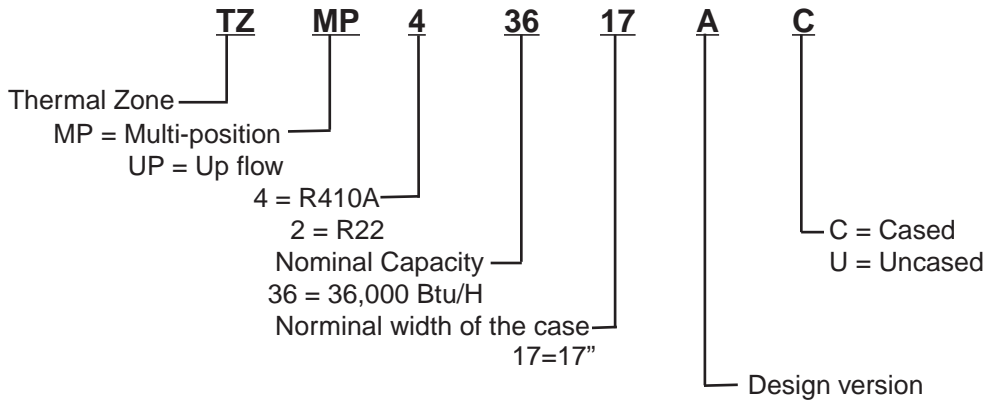 TZ MP 4 36 17 A C
Thermal Zone
MP = Multi-position
UP = Up flow
4 = R410A
2 = R22
C = Cased
U = Uncased
Nominal Capacity
36 = 36,000 Btu/H
Norminal width of the case
17=17”
Design version